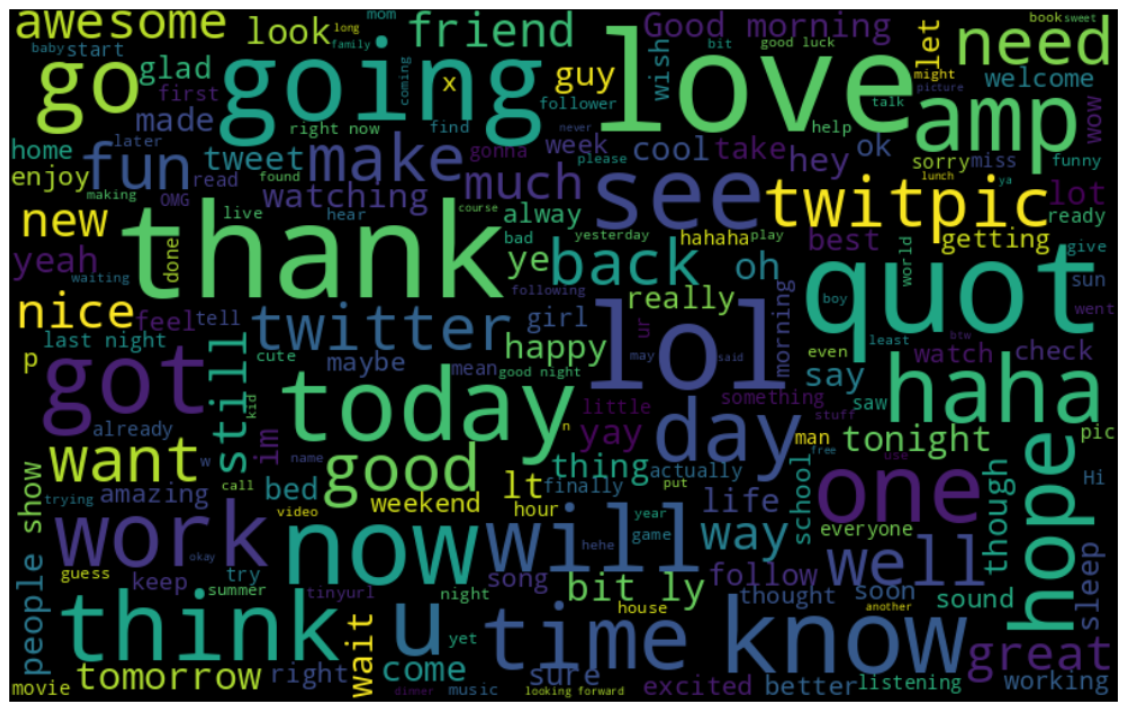 awesome
look
long
mom
family
friend
Good morning
let
book
sweet
need
baby
start
go
glad
going
coming
x
guy
love
wish
bit
good luck
might
picture
welcome
first
made
right now
find
follower
talk
help
amp
wow
home
later
fun
tweet
make
gonna
week
never
please
cool
take
hey
ok
sorry
miss
funny
enjoy
making
OMG
read
found
watching
much
see
lunch
ya
twitpic
lot
new
thank
live
hear
course
alway
bad
yesterday
hahaha
play
best
getting
ready
yeah
waiting
done
ye
back
oh
world
give
sun
following
really
quot
boy
went
nice
feel
tell
twitter
girl
ur
lol
morning
even
least
btw
p
last night
still
cute
maybe
mean
happy
good night
may
said
watch
check
say
got
today
little
something
saw
haha
already
kid
im
n
yay
day
stuff
man
free
tonight
use
pic
want
show
w
name
call
good
thing
actually
put
school
one
hope
Hi
trying
amazing
bed
weekend
lt
finally
hour
life
though
video
year
game
everyone
work
okay
now
will
hehe
way
well
people
guess
keep
try
summer
tinyurl
night
song
bit ly
house
follow
thought
soon
sound
sleep
think
wait
u
yet
time
know
another
great
movie
tomorrow
right
dinner
come
music
looking forward
sure
excited
better
listening
working